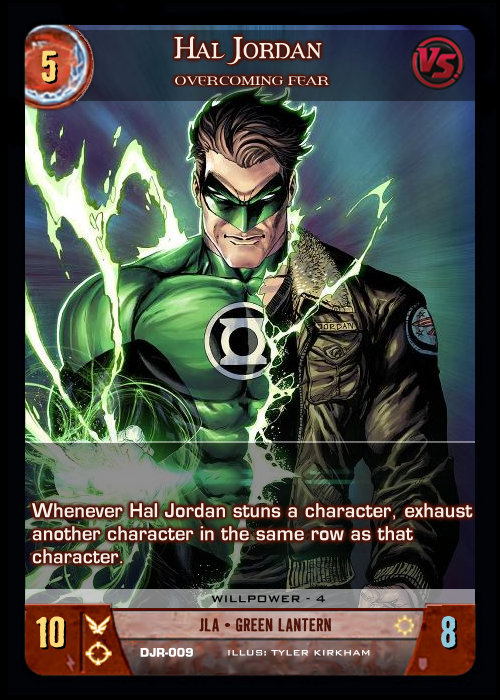 5
Hal Jordan
VS
OVERCOMING FEAR
JORDAN
Whenever Hal Jordan stuns a character, exhaust
another character in the same row as that
character.
WILLPOWER - 4
10
JLA • GREEN LANTERN
8
DJR-009 ILLUS: TYLER KIRKHAM